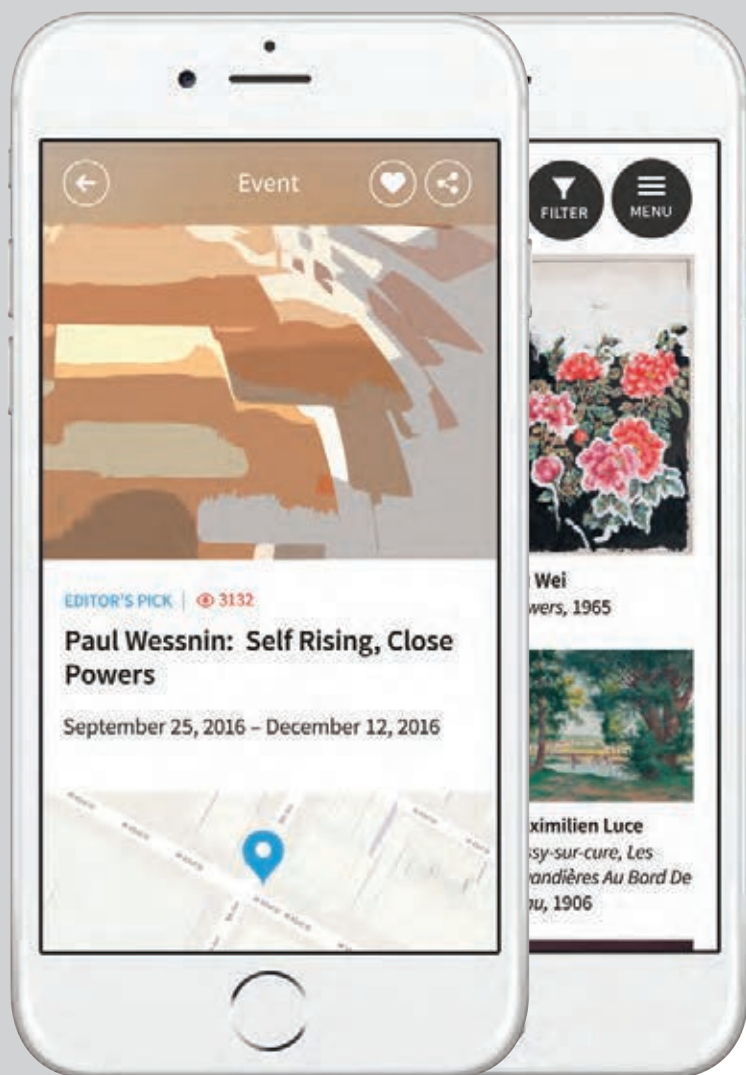 Event
EDITOR'S PICK | 3132
Paul Wessnin: Self Rising, Close
Powers
September 25, 2016 – December 12, 2016
FILTER
MENU
Wei
wers, 1965
ximilien Luce
ssy-sur-cure, Les
andières Au Bord De
1906